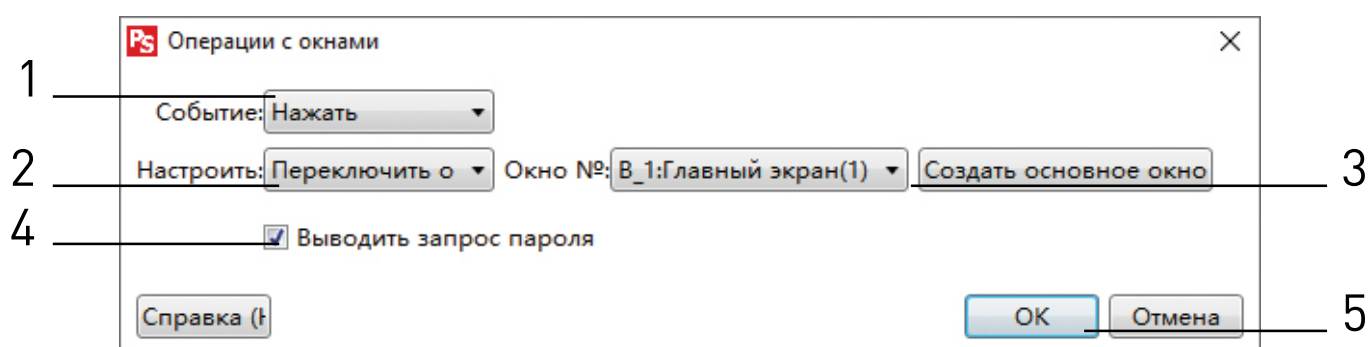 PS Операции с окнами
1 Событие: Нажать
2 Настроить: Переключить о Окно №: B_1:Главный экран(1) Создать основное окно 3
4 Выводить запрос пароля
Справка (H OK Отмена 5